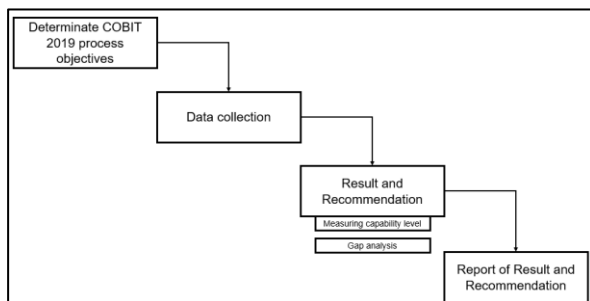 Determinate COBIT
2019 process
objectives
Data collection
Result and
Recommendation
Measuring capability level
Gap analysis
Report of Result and
Recommendation